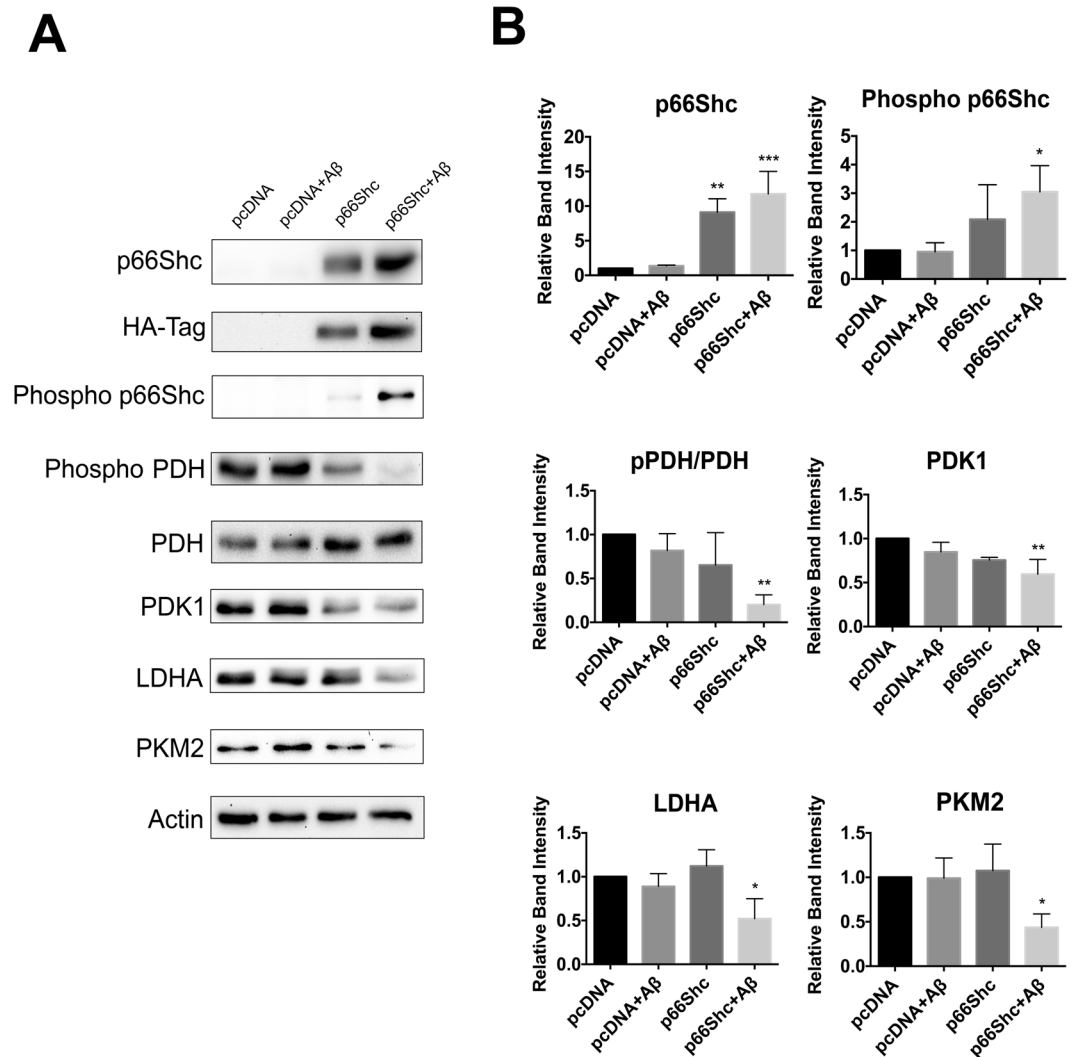 A
B
pcDNA
pcDNA+Aβ
p66Shc
p66Shc+Aβ
p66Shc
HA-Tag
Phospho p66Shc
Phospho PDH
PDH
PDK1
LDHA
PKM2
Actin
p66Shc
Relative Band Intensity
20
15
10
5
0
**
***
pcDNA
pcDNA+Aβ
p66Shc
p66Shc+Aβ
Phospho p66Shc
Relative Band Intensity
5
4
3
2
1
0
*
pcDNA
pcDNA+Aβ
p66Shc
p66Shc+Aβ
pPDH/PDH
Relative Band Intensity
1.5
1.0
0.5
0.0
**
pcDNA
pcDNA+Aβ
p66Shc
p66Shc+Aβ
PDK1
Relative Band Intensity
1.5
1.0
0.5
0.0
**
pcDNA
pcDNA+Aβ
p66Shc
p66Shc+Aβ
LDHA
Relative Band Intensity
1.5
1.0
0.5
0.0
*
pcDNA
pcDNA+Aβ
p66Shc
p66Shc+Aβ
PKM2
Relative Band Intensity
1.5
1.0
0.5
0.0
*
pcDNA
pcDNA+Aβ
p66Shc
p66Shc+Aβ